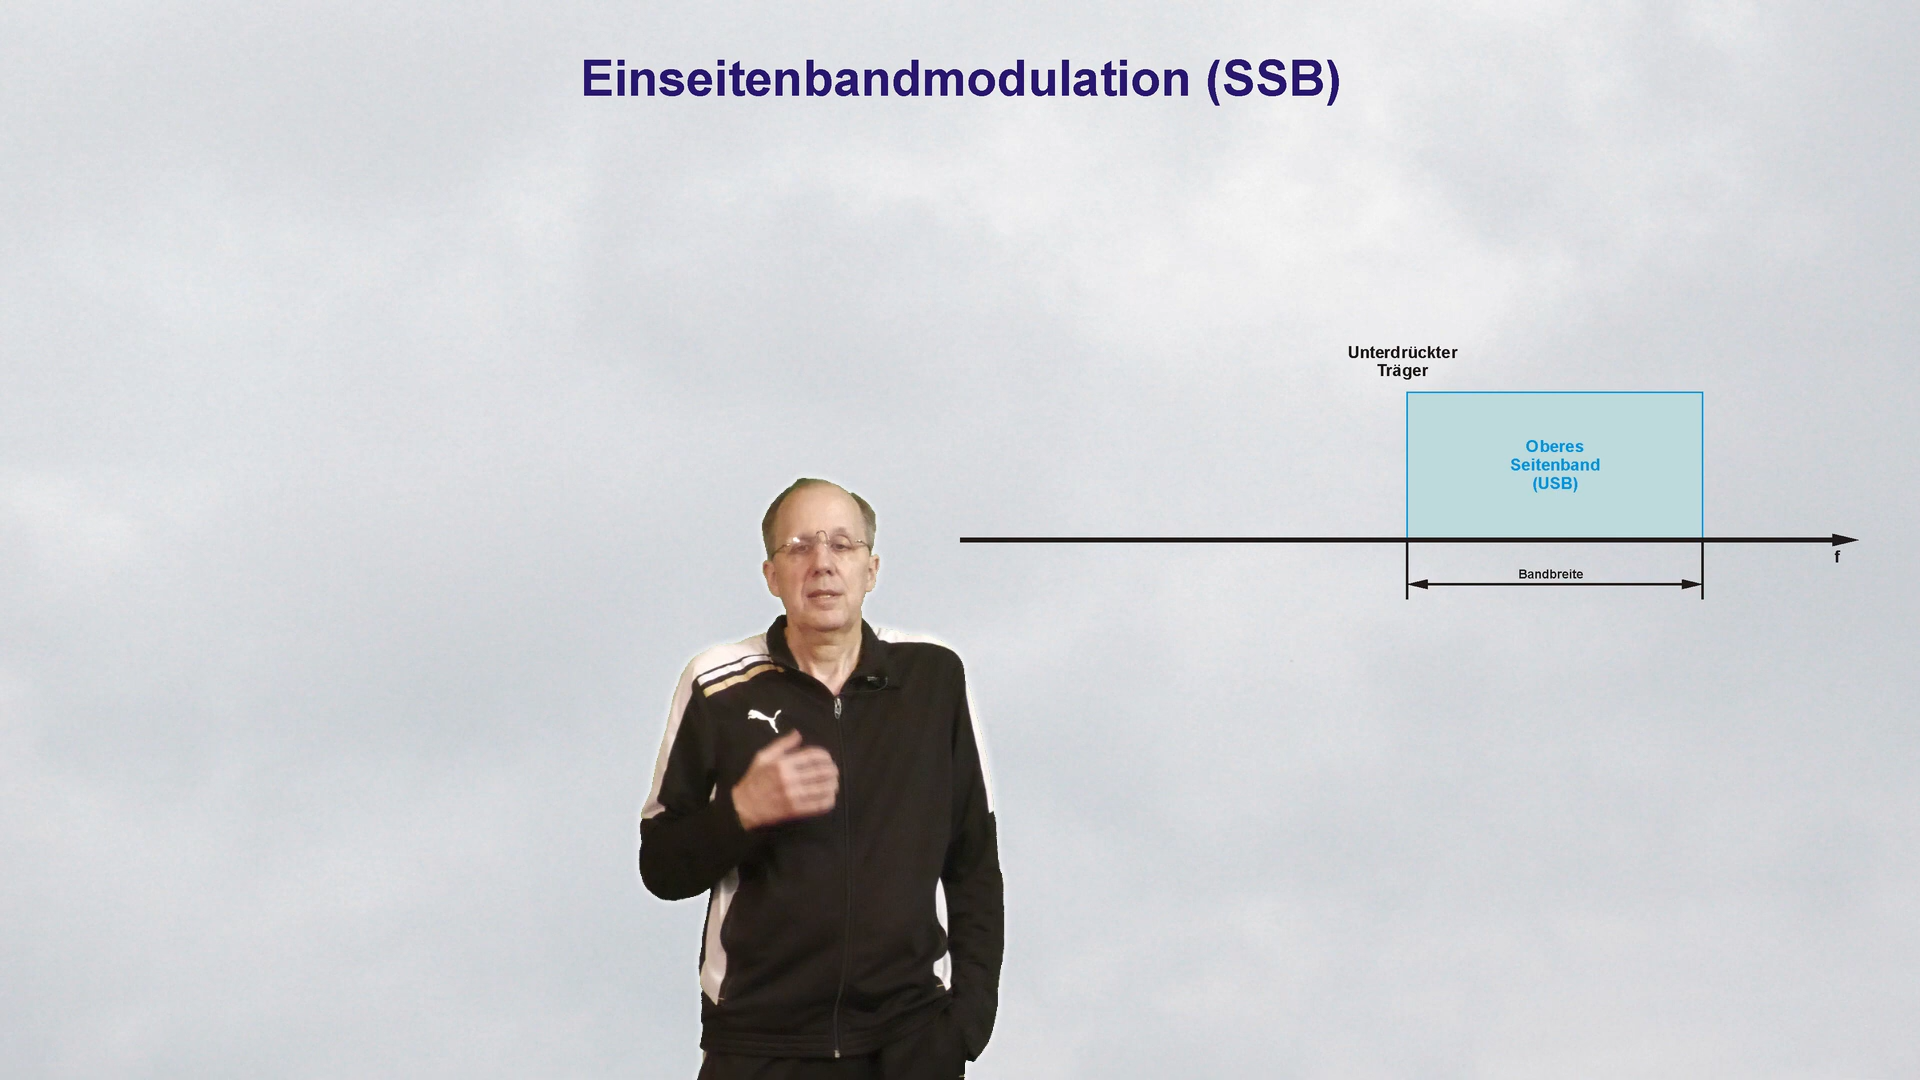 Einseitenbandmodulation (SSB)
Unterdrückter
Träger
Oberes
Seitenband
(USB)
f
Bandbreite